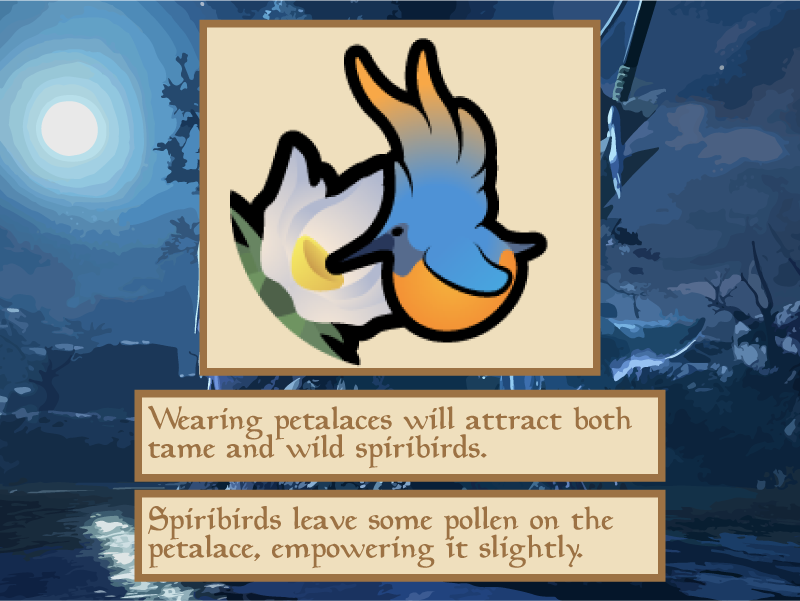 Wearing petalaces will attract both
tame and wild spiribirds.
Spiribirds leave some pollen on the
petalace, empowering it slightly.